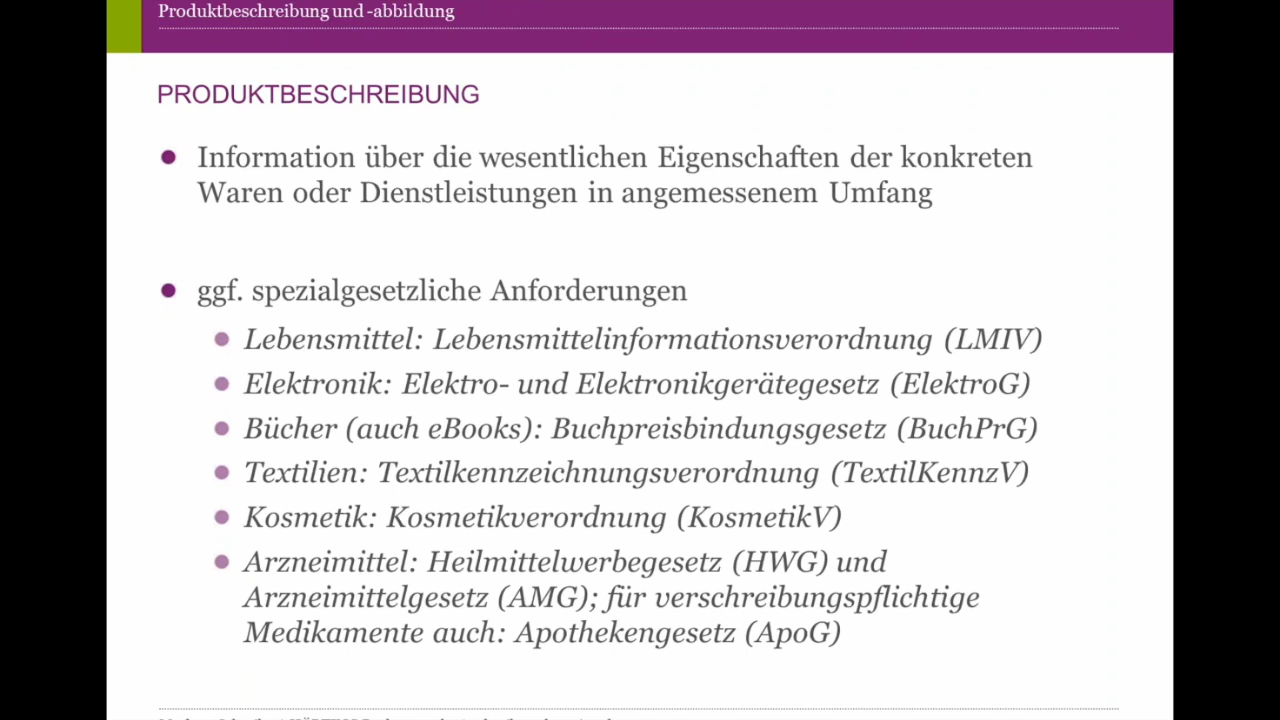 Produktbeschreibung und -abbildung
PRODUKTBESCHREIBUNG
Information über die wesentlichen Eigenschaften der konkreten
Waren oder Dienstleistungen in angemessenem Umfang
ggf. spezialgesetzliche Anforderungen
Lebensmittel: Lebensmittelinformationsverordnung (LMIV)
Elektronik: Elektro- und Elektronikgerätegesetz (ElektroG)
Bücher (auch eBooks): Buchpreisbindungsgesetz (BuchPrG)
Textilien: Textilkennzeichnungsverordnung (TextilKennzV)
Kosmetik: Kosmetikverordnung (KosmetikV)
Arzneimittel: Heilmittelwerbegesetz (HWG) und
Arzneimittelgesetz (AMG); für verschreibungspflichtige
Medikamente auch: Apothekengesetz (ApoG)